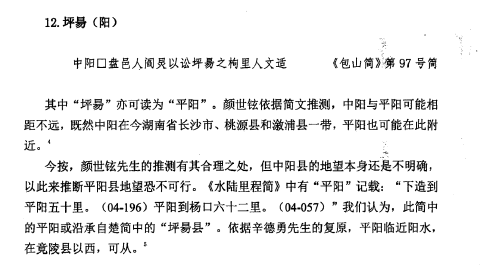 12.坪昜（阳）
中阳□盘邑人阎炅以讼坪昜之枸里人文适 《包山简》第 97 号简
其中“坪昜”亦可读为“平阳”。颜世铉依据简文推测，中阳与平阳可能相
距不远，既然中阳在今湖南省长沙市、桃源县和溆浦县一带，平阳也可能在此附
近。⁴
今按，颜世铉先生的推测有其合理之处，但中阳县的地望本身还是不明确，
以此来推断平阳县地望恐不可行。《水陆里程简》中有“平阳”记载：“下造到
平阳五十里。（04-196）平阳到杨口六十二里。（04-057）”我们认为，此简中
的平阳或沿承自楚简中的“坪昜县”。依据辛德勇先生的复原，平阳临近阳水，
在竟陵县以西，可从。⁵